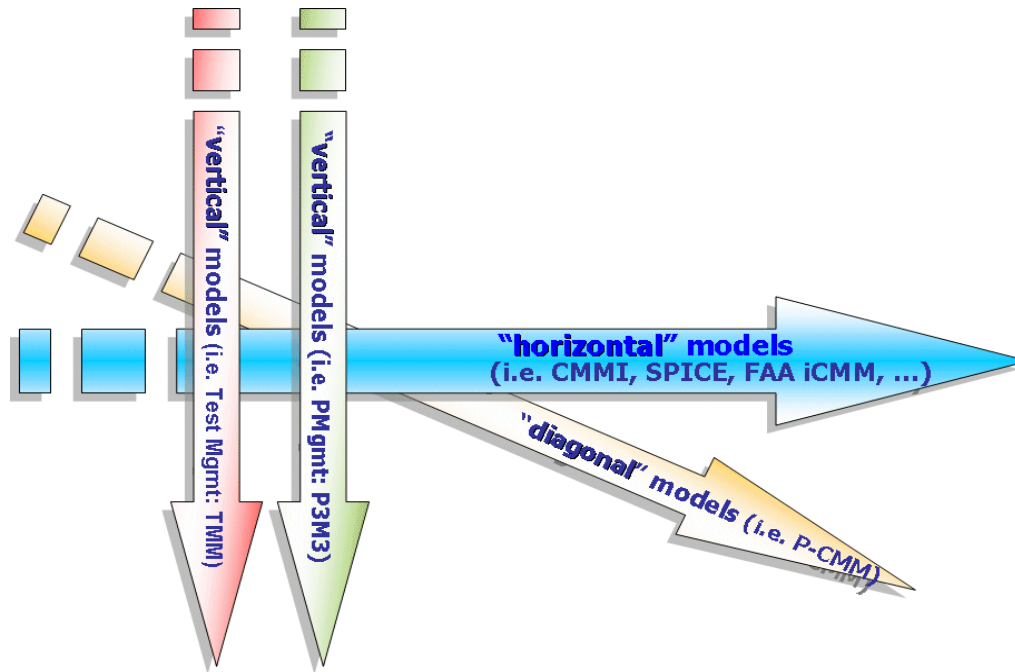 “vertical” models (i.e. Test Mgmt: TMM)
“vertical” models (i.e. PMgmt: P3M3)
“horizontal” models
(i.e. CMMI, SPICE, FAA iCMM, ...)
“diagonal” models (i.e. P-CMM)